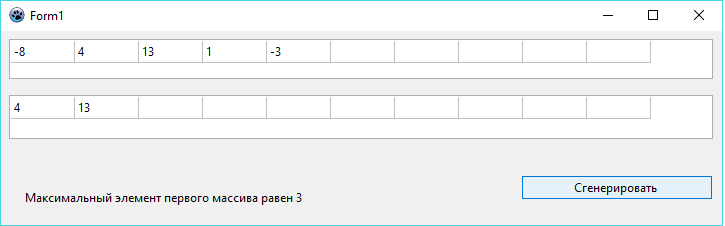 Form1
-8 4 13 1 -3
4 13
Сгенерировать
Максимальный элемент первого массива равен 3